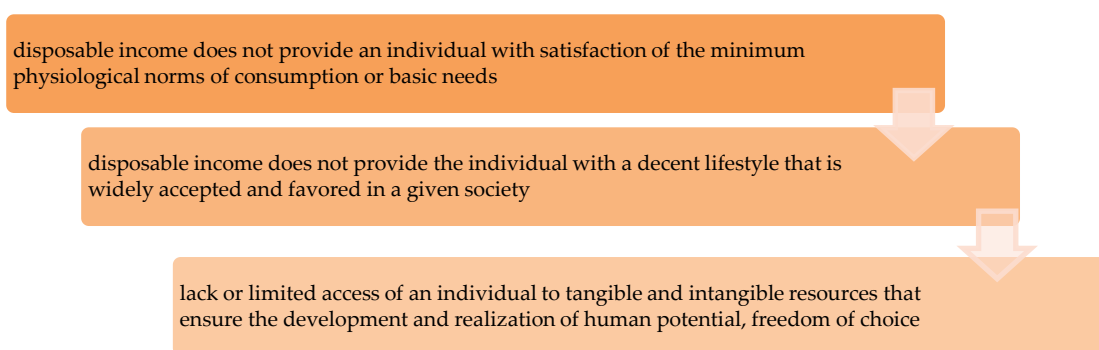 disposable income does not provide an individual with satisfaction of the minimum
physiological norms of consumption or basic needs
disposable income does not provide the individual with a decent lifestyle that is
widely accepted and favored in a given society
lack or limited access of an individual to tangible and intangible resources that
ensure the development and realization of human potential, freedom of choice